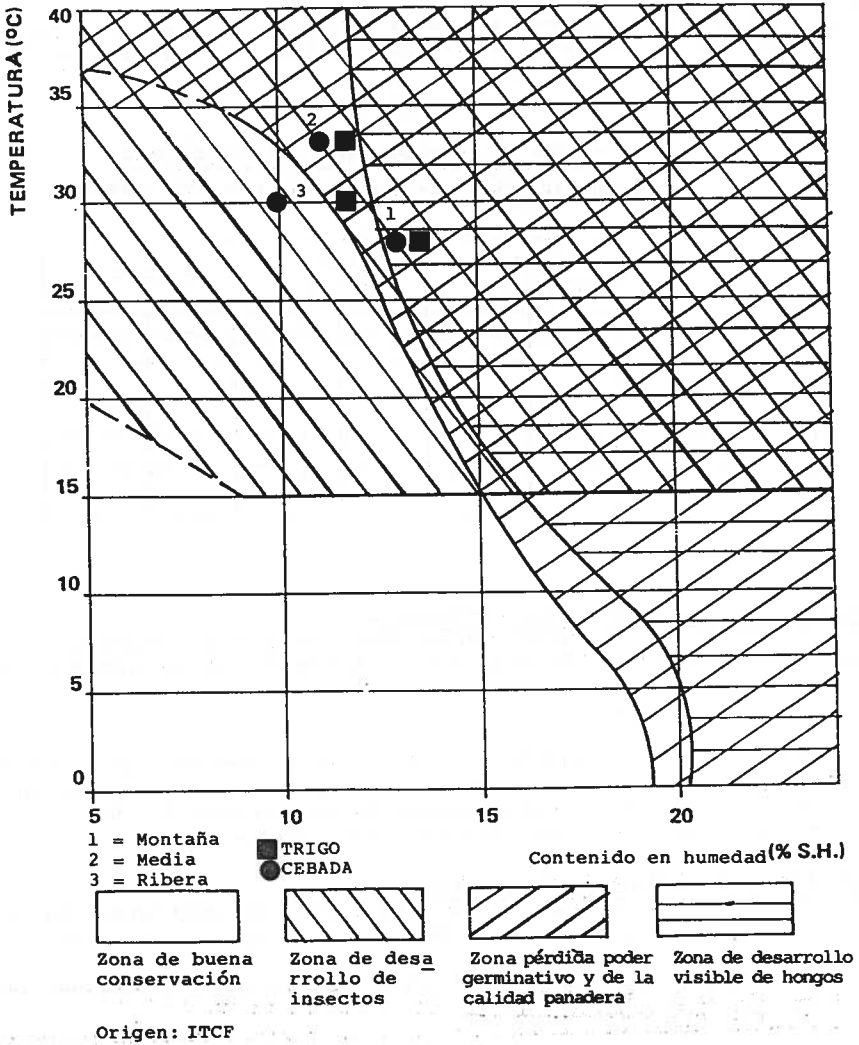 TEMPERATURA (ºC)
40
35
30
25
20
15
10
5
0
2
3
1
5
10
15
20
Contenido en humedad (% S.H.)
1 = Montaña
2 = Media
3 = Ribera
TRIGO
CEBADA
Zona de buena
conservación
Zona de desa
rrollo de
insectos
Zona pérdida poder
germinativo y de la
calidad panadera
Zona de desarrollo
visible de hongos
Origen: ITCF